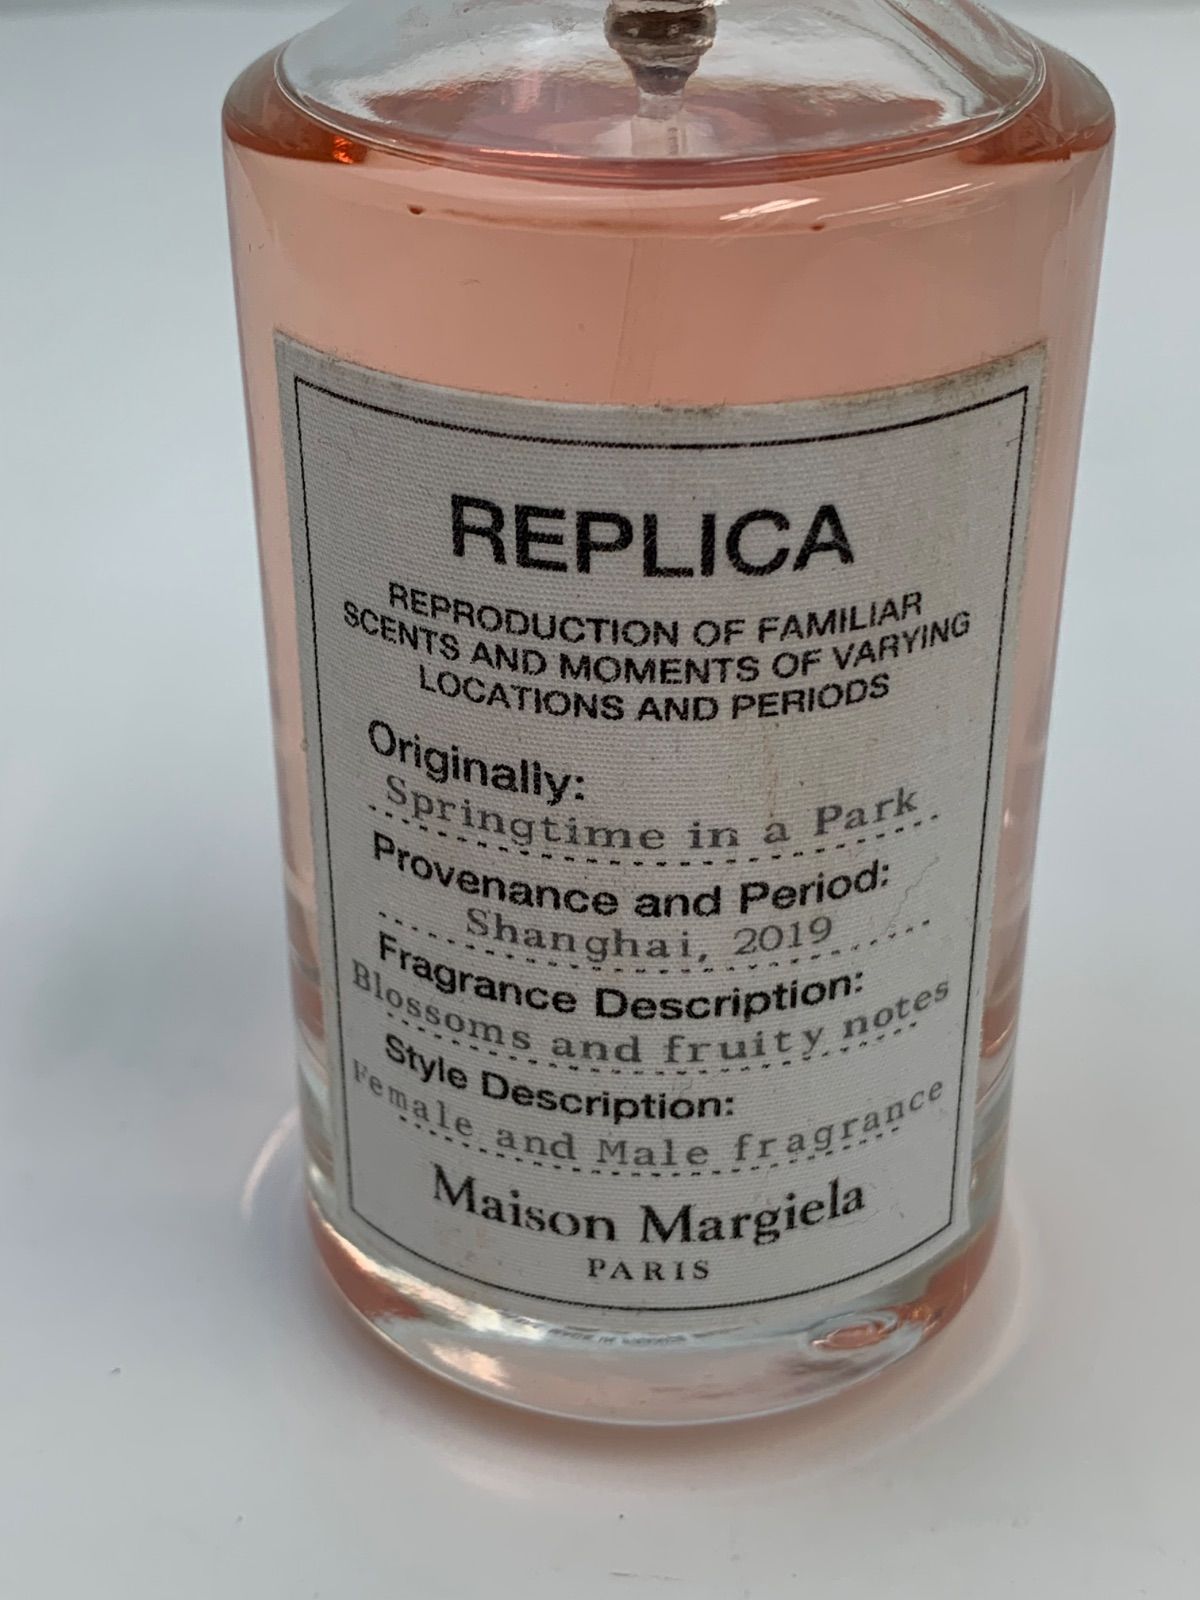 REPLICA
REPRODUCTION OF FAMILIAR
SCENTS AND MOMENTS OF VARYING
LOCATIONS AND PERIODS
Originally:
Springtime in a Park
Provenance and Period:
Shanghai, 2019
Fragrance Description:
Blossoms and fruity notes
Style Description:
Female and Male fragrance
Maison Margiela
PARIS